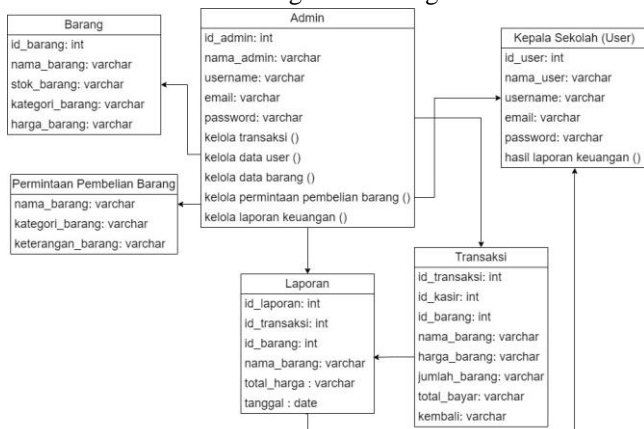 Barang
id_barang: int
nama_barang: varchar
stok_barang: varchar
kategori_barang: varchar
harga_barang: varchar
Admin
id_admin: int
nama_admin: varchar
username: varchar
email: varchar
password: varchar
kelola transaksi ()
kelola data user ()
kelola data barang ()
kelola permintaan pembelian barang ()
kelola laporan keuangan ()
Kepala Sekolah (User)
id_user: int
nama_user: varchar
username: varchar
email: varchar
password: varchar
hasil laporan keuangan ()
Permintaan Pembelian Barang
nama_barang: varchar
kategori_barang: varchar
keterangan_barang: varchar
Laporan
id_laporan: int
id_transaksi: int
id_barang: int
nama_barang: varchar
total_harga : varchar
tanggal : date
Transaksi
id_transaksi: int
id_kasir: int
id_barang: int
nama_barang: varchar
harga_barang: varchar
jumlah_barang: varchar
total_bayar: varchar
kembali: varchar